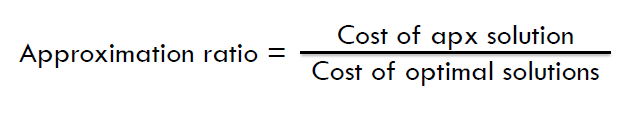 Approximation ratio =
Cost of apx solution
Cost of optimal solutions